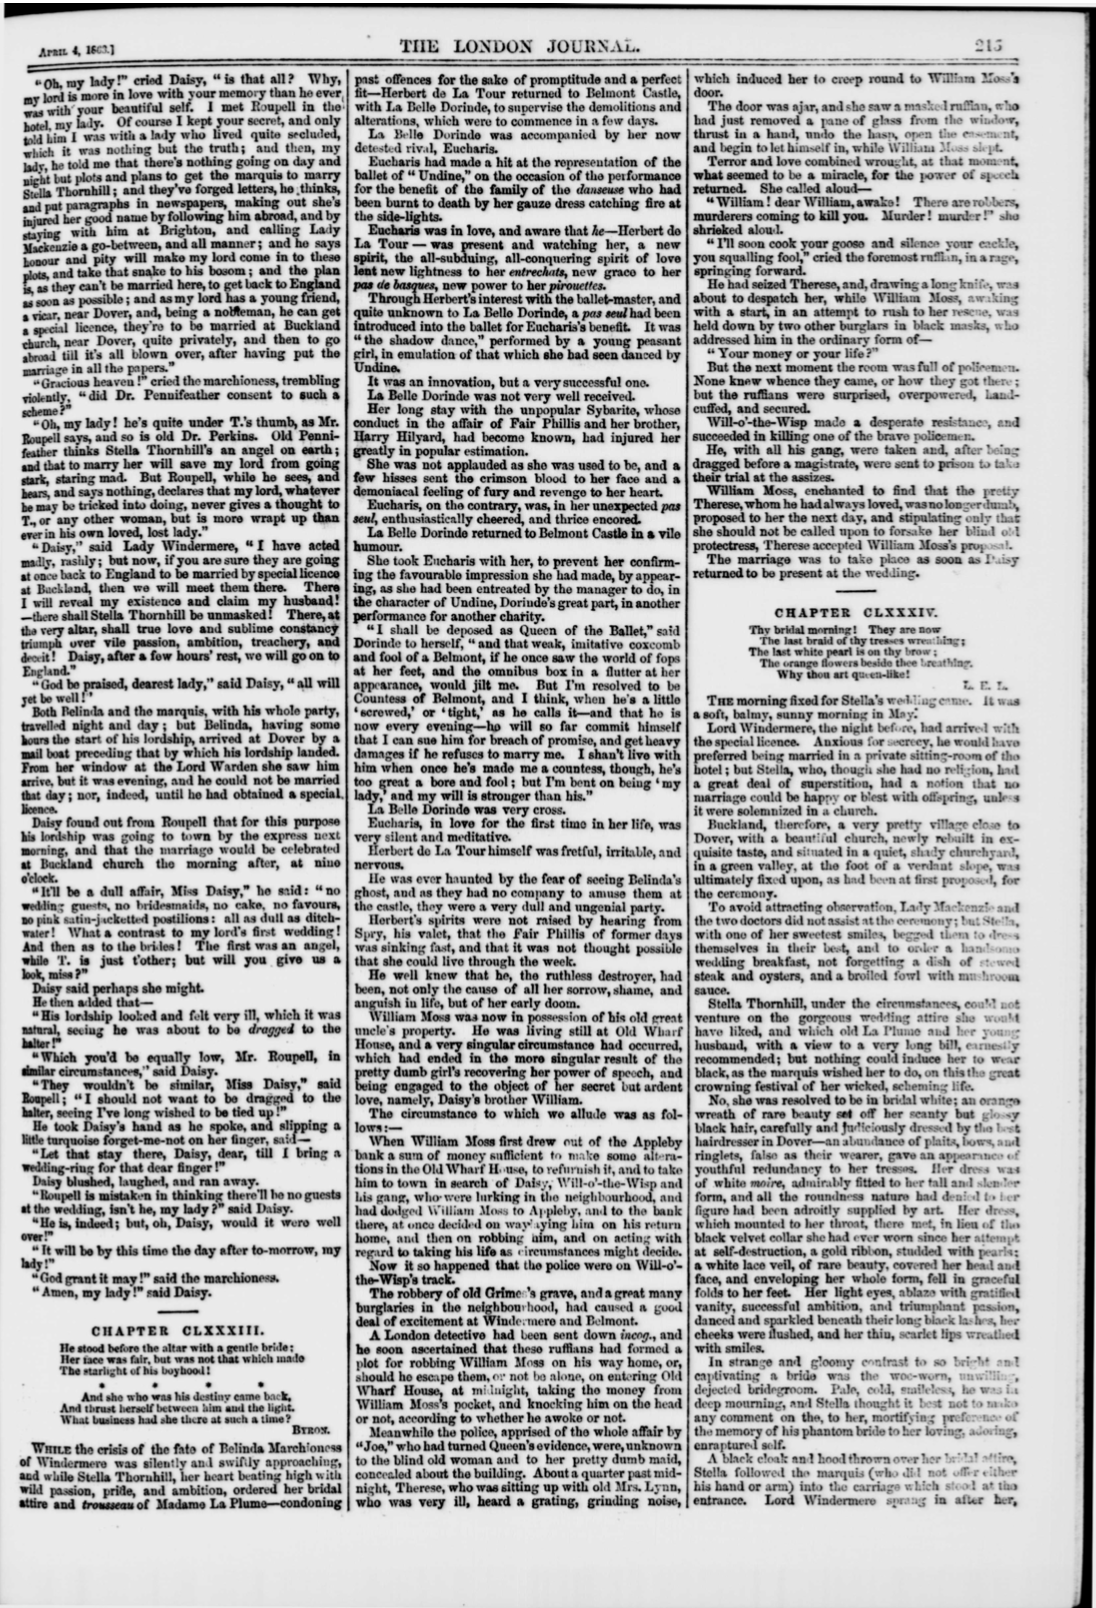 APRIL 4, 1863.]
THE LONDON JOURNAL.
215
"Oh, my lady!" cried Daisy, "is that all? Why,
my lord is more in love with your memory than he ever
was with your beautiful self. I met Roupell in the
hotel, my lady. Of course I kept your secret, and only
told him I was with a lady who lived quite secluded,
which it was nothing but the truth; and then, my
lady, he told me that there's nothing going on day and
night but plots and plans to get the marquis to marry
Stella Thornhill; and they've forged letters, he thinks,
and put paragraphs in newspapers, making out she's
injured her good name by following him abroad, and by
staying with him at Brighton, and calling Lady
Mackenzie a go-between, and all manner; and he says
honour and pity will make my lord come in to these
plots, and take that snake to his bosom; and the plan
is, as they can't be married here, to get back to England
as soon as possible; and as my lord has a young friend,
a vicar, near Dover, and, being a nobleman, he can get
a special licence, they're to be married at Buckland
church, near Dover, quite privately, and then to go
abroad till it's all blown over, after having put the
marriage in all the papers."
"Gracious heaven!" cried the marchioness, trembling
violently, "did Dr. Pennifeather consent to such a
scheme?"
"Oh, my lady! he's quite under T.'s thumb, as Mr.
Roupell says, and so is old Dr. Perkins. Old Penni-
feather thinks Stella Thornhill's an angel on earth;
and that to marry her will save my lord from going
stark, staring mad. But Roupell, while he sees, and
hears, and says nothing, declares that my lord, whatever
he may be tricked into doing, never gives a thought to
T., or any other woman, but is more wrapt up than
ever in his own loved, lost lady."
"Daisy," said Lady Windermere, "I have acted
madly, rashly; but now, if you are sure they are going
at once back to England to be married by special licence
at Buckland, then we will meet them there. There
I will reveal my existence and claim my husband!
—there shall Stella Thornhill be unmasked! There, at
the very altar, shall true love and sublime constancy
triumph over vile passion, ambition, treachery, and
deceit! Daisy, after a few hours' rest, we will go on to
England."
"God be praised, dearest lady," said Daisy, "all will
yet be well!"
Both Belinda and the marquis, with his whole party,
travelled night and day; but Belinda, having some
hours the start of his lordship, arrived at Dover by a
mail boat preceding that by which his lordship landed.
From her window at the Lord Warden she saw him
arrive, but it was evening, and he could not be married
that day; nor, indeed, until he had obtained a special
licence.
Daisy found out from Roupell that for this purpose
his lordship was going to town by the express next
morning, and that the marriage would be celebrated
at Buckland church the morning after, at nine
o'clock.
"It'll be a dull affair, Miss Daisy," he said: "no
wedding guests, no bridesmaids, no cake, no favours,
no pink satin-jacketted postilions: all as dull as ditch-
water! What a contrast to my lord's first wedding!
And then as to the brides! The first was an angel,
while T. is just t'other; but will you give us a
look, miss?"
Daisy said perhaps she might.
He then added that—
"His lordship looked and felt very ill, which it was
natural, seeing he was about to be dragged to the
halter!"
"Which you'd be equally low, Mr. Roupell, in
similar circumstances," said Daisy.
"They wouldn't be similar, Miss Daisy," said
Roupell; "I should not want to be dragged to the
halter, seeing I've long wished to be tied up!"
He took Daisy's hand as he spoke, and slipping a
little turquoise forget-me-not on her finger, said—
"Let that stay there, Daisy, dear, till I bring a
wedding-ring for that dear finger!"
Daisy blushed, laughed, and ran away.
"Roupell is mistaken in thinking there'll be no guests
at the wedding, isn't he, my lady?" said Daisy.
"He is, indeed; but, oh, Daisy, would it were well
over!"
"It will be by this time the day after to-morrow, my
lady!"
"God grant it may!" said the marchioness.
"Amen, my lady!" said Daisy.
CHAPTER CLXXXIII.
He stood before the altar with a gentle bride;
Her face was fair, but was not that which made
The starlight of his boyhood!
* * * *
And she who was his destiny came back,
And thrust herself between him and the light.
What business had she there at such a time?
BYRON.
WHILE the crisis of the fate of Belinda Marchioness
of Windermere was silently and swiftly approaching,
and while Stella Thornhill, her heart beating high with
wild passion, pride, and ambition, ordered her bridal
attire and trousseau of Madame La Plume—condoning
past offences for the sake of promptitude and a perfect
fit—Herbert de La Tour returned to Belmont Castle,
with La Belle Dorinde, to supervise the demolitions and
alterations, which were to commence in a few days.
La Belle Dorinde was accompanied by her now
detested rival, Eucharis.
Eucharis had made a hit at the representation of the
ballet of "Undine," on the occasion of the performance
for the benefit of the family of the danseuse who had
been burnt to death by her gauze dress catching fire at
the side-lights.
Eucharis was in love, and aware that he—Herbert de
La Tour — was present and watching her, a new
spirit, the all-subduing, all-conquering spirit of love
lent new lightness to her entrechats, new grace to her
pas de basques, new power to her pirouettes.
Through Herbert's interest with the ballet-master, and
quite unknown to La Belle Dorinde, a pas seul had been
introduced into the ballet for Eucharis's benefit. It was
"the shadow dance," performed by a young peasant
girl, in emulation of that which she had seen danced by
Undine.
It was an innovation, but a very successful one.
La Belle Dorinde was not very well received.
Her long stay with the unpopular Sybarite, whose
conduct in the affair of Fair Phillis and her brother,
Harry Hilyard, had become known, had injured her
greatly in popular estimation.
She was not applauded as she was used to be, and a
few hisses sent the crimson blood to her face and a
demoniacal feeling of fury and revenge to her heart.
Eucharis, on the contrary, was, in her unexpected pas
seul, enthusiastically cheered, and thrice encored.
La Belle Dorinde returned to Belmont Castle in a vile
humour.
She took Eucharis with her, to prevent her confirm-
ing the favourable impression she had made, by appear-
ing, as she had been entreated by the manager to do, in
the character of Undine, Dorinde's great part, in another
performance for another charity.
"I shall be deposed as Queen of the Ballet," said
Dorinde to herself, "and that weak, imitative coxcomb
and fool of a Belmont, if he once saw the world of fops
at her feet, and the omnibus box in a flutter at her
appearance, would jilt me. But I'm resolved to be
Countess of Belmont, and I think, when he's a little
'screwed,' or 'tight,' as he calls it—and that he is
now every evening—he will so far commit himself
that I can sue him for breach of promise, and get heavy
damages if he refuses to marry me. I shan't live with
him when once he's made me a countess, though, he's
too great a bore and fool; but I'm bent on being 'my
lady,' and my will is stronger than his."
La Belle Dorinde was very cross.
Eucharis, in love for the first time in her life, was
very silent and meditative.
Herbert de La Tour himself was fretful, irritable, and
nervous.
He was ever haunted by the fear of seeing Belinda's
ghost, and as they had no company to amuse them at
the castle, they were a very dull and ungenial party.
Herbert's spirits were not raised by hearing from
Spry, his valet, that the Fair Phillis of former days
was sinking fast, and that it was not thought possible
that she could live through the week.
He well knew that he, the ruthless destroyer, had
been, not only the cause of all her sorrow, shame, and
anguish in life, but of her early doom.
William Moss was now in possession of his old great
uncle's property. He was living still at Old Wharf
House, and a very singular circumstance had occurred,
which had ended in the more singular result of the
pretty dumb girl's recovering her power of speech, and
being engaged to the object of her secret but ardent
love, namely, Daisy's brother William.
The circumstance to which we allude was as fol-
lows:—
When William Moss first drew out of the Appleby
bank a sum of money sufficient to make some altera-
tions in the Old Wharf House, to refurnish it, and to take
him to town in search of Daisy, Will-o'-the-Wisp and
his gang, who were lurking in the neighbourhood, and
had dodged William Moss to Appleby, and to the bank
there, at once decided on waylaying him on his return
home, and then on robbing him, and on acting with
regard to taking his life as circumstances might decide.
Now it so happened that the police were on Will-o'-
the-Wisp's track.
The robbery of old Grimes's grave, and a great many
burglaries in the neighbourhood, had caused a good
deal of excitement at Windermere and Belmont.
A London detective had been sent down incog., and
he soon ascertained that these ruffians had formed a
plot for robbing William Moss on his way home, or,
should he escape them, or not be alone, on entering Old
Wharf House, at midnight, taking the money from
William Moss's pocket, and knocking him on the head
or not, according to whether he awoke or not.
Meanwhile the police, apprised of the whole affair by
"Joe," who had turned Queen's evidence, were, unknown
to the blind old woman and to her pretty dumb maid,
concealed about the building. About a quarter past mid-
night, Therese, who was sitting up with old Mrs. Lynn,
who was very ill, heard a grating, grinding noise,
which induced her to creep round to William Moss's
door.
The door was ajar, and she saw a masked ruffian, who
had just removed a pane of glass from the window,
thrust in a hand, undo the hasp, open the casement,
and begin to let himself in, while William Moss slept.
Terror and love combined wrought, at that moment,
what seemed to be a miracle, for the power of speech
returned. She called aloud—
"William! dear William, awake! There are robbers,
murderers coming to kill you. Murder! murder!" she
shrieked aloud.
"I'll soon cook your goose and silence your cackle,
you squalling fool," cried the foremost ruffian, in a rage,
springing forward.
He had seized Therese, and, drawing a long knife, was
about to despatch her, while William Moss, awaking
with a start, in an attempt to rush to her rescue, was
held down by two other burglars in black masks, who
addressed him in the ordinary form of—
"Your money or your life?"
But the next moment the room was full of policemen.
None knew whence they came, or how they got there;
but the ruffians were surprised, overpowered, hand-
cuffed, and secured.
Will-o'-the-Wisp made a desperate resistance, and
succeeded in killing one of the brave policemen.
He, with all his gang, were taken and, after being
dragged before a magistrate, were sent to prison to take
their trial at the assizes.
William Moss, enchanted to find that the pretty
Therese, whom he had always loved, was no longer dumb,
proposed to her the next day, and stipulating only that
she should not be called upon to forsake her blind old
protectress, Therese accepted William Moss's proposal.
The marriage was to take place as soon as Daisy
returned to be present at the wedding.
CHAPTER CLXXXIV.
Thy bridal morning! They are now
The last braid of thy tresses wreathing;
The last white pearl is on thy brow;
The orange flowers beside thee breathing.
Why thou art queen-like!
L. E. L.
THE morning fixed for Stella's wedding came. It was
a soft, balmy, sunny morning in May.
Lord Windermere, the night before, had arrived with
the special licence. Anxious for secrecy, he would have
preferred being married in a private sitting-room of the
hotel; but Stella, who, though she had no religion, had
a great deal of superstition, had a notion that no
marriage could be happy or blest with offspring, unless
it were solemnized in a church.
Buckland, therefore, a very pretty village close to
Dover, with a beautiful church, newly rebuilt in ex-
quisite taste, and situated in a quiet, shady churchyard,
in a green valley, at the foot of a verdant slope, was
ultimately fixed upon, as had been at first proposed, for
the ceremony.
To avoid attracting observation, Lady Mackenzie and
the two doctors did not assist at the ceremony; but Stella,
with one of her sweetest smiles, begged them to dress
themselves in their best, and to order a handsome
wedding breakfast, not forgetting a dish of stewed
steak and oysters, and a broiled fowl with mushroom
sauce.
Stella Thornhill, under the circumstances, could not
venture on the gorgeous wedding attire she would
have liked, and which old La Plume and her young
husband, with a view to a very long bill, earnestly
recommended; but nothing could induce her to wear
black, as the marquis wished her to do, on this the great
crowning festival of her wicked, scheming life.
No, she was resolved to be in bridal white; an orange
wreath of rare beauty set off her scanty but glossy
black hair, carefully and judiciously dressed by the best
hairdresser in Dover—an abundance of plaits, bows, and
ringlets, false as their wearer, gave an appearance of
youthful redundancy to her tresses. Her dress was
of white moire, admirably fitted to her tall and slender
form, and all the roundness nature had denied to her
figure had been adroitly supplied by art. Her dress,
which mounted to her throat, there met, in lieu of the
black velvet collar she had ever worn since her attempt
at self-destruction, a gold ribbon, studded with pearls;
a white lace veil, of rare beauty, covered her head and
face, and enveloping her whole form, fell in graceful
folds to her feet. Her light eyes, ablaze with gratified
vanity, successful ambition, and triumphant passion,
danced and sparkled beneath their long black lashes, her
cheeks were flushed, and her thin, scarlet lips wreathed
with smiles.
In strange and gloomy contrast to so bright and
captivating a bride was the woe-worn, unwilling,
dejected bridegroom. Pale, cold, smileless, he was in
deep mourning, and Stella thought it best not to make
any comment on the, to her, mortifying preference of
the memory of his phantom bride to her loving, adoring,
enraptured self.
A black cloak and hood thrown over her bridal attire,
Stella followed the marquis (who did not offer either
his hand or arm) into the carriage which stood at the
entrance. Lord Windermere sprang in after her,